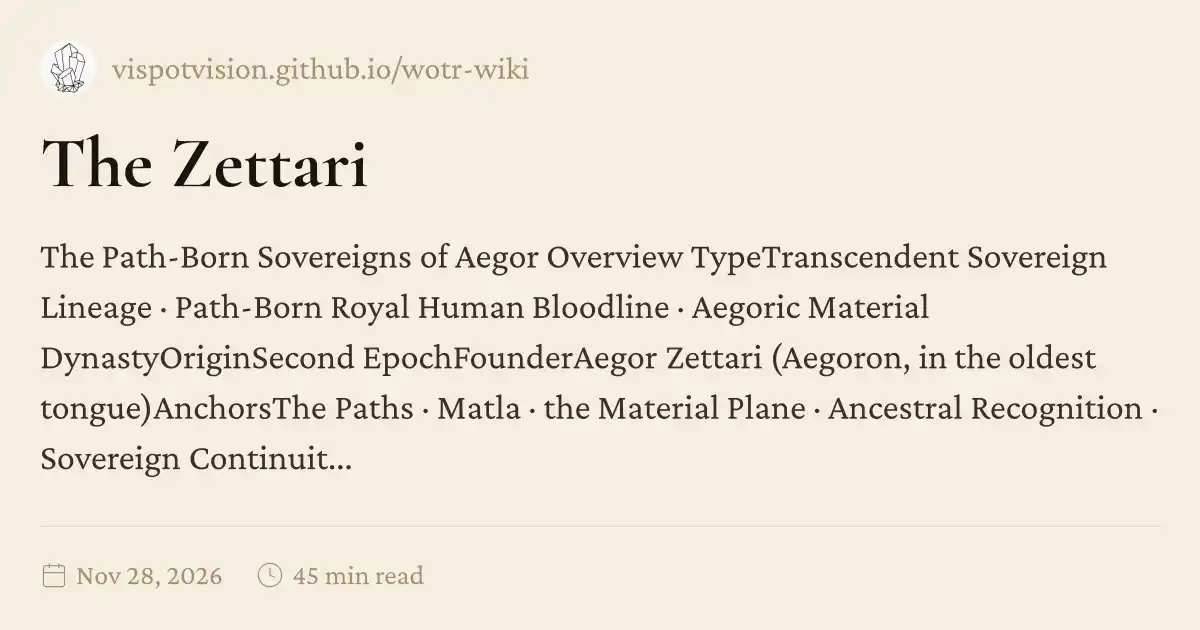 vispotvision.github.io/wotr-wiki
The Zettari
The Path-Born Sovereigns of Aegor Overview TypeTranscendent Sovereign
Lineage · Path-Born Royal Human Bloodline · Aegoric Material
DynastyOriginSecond EpochFounderAegor Zettari (Aegoron, in the oldest
tongue)AnchorsThe Paths · Matla · the Material Plane · Ancestral Recognition ·
Sovereign Continuit...
Nov 28, 2026
45 min read